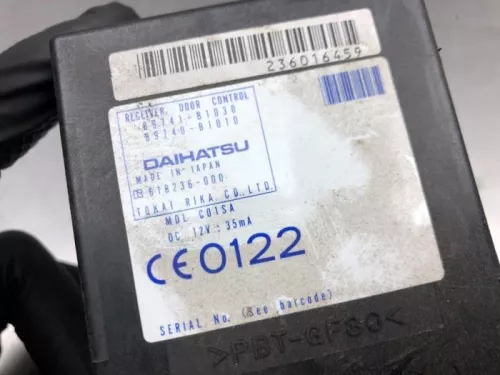 236016459
RECEIVER, DOOR CONTROL
89741-B1030
89740-B1010
DAIHATSU
MADE IN JAPAN
618236-000
TOKAI RIKA CO.,LTD.
MDL C01SA
DC 12V : 35mA
CE0122
SERIAL No. (See barcode)
>PBT-GF30<